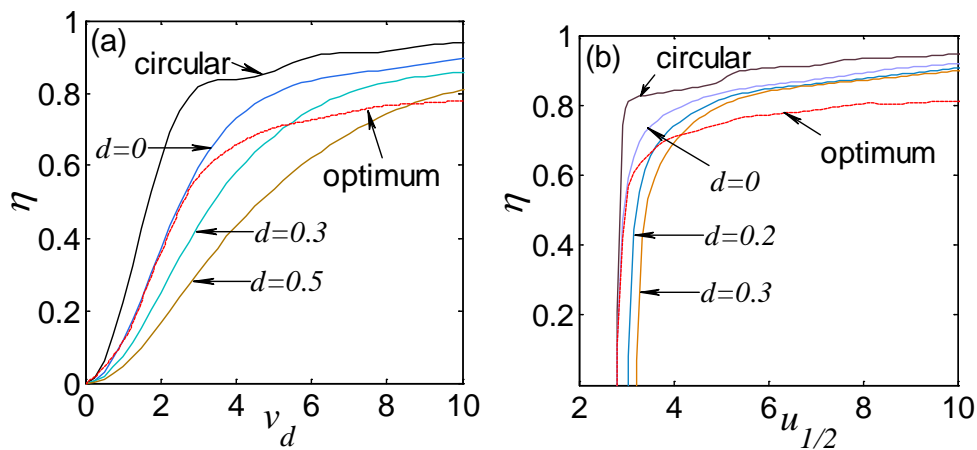 (a)
circular
d=0
optimum
d=0.3
d=0.5
η
1
0.8
0.6
0.4
0.2
0
0 2 4 6 8 10
v_d
(b)
circular
optimum
d=0
d=0.2
d=0.3
η
1
0.8
0.6
0.4
0.2
2 4 6 8 10
u_{1/2}